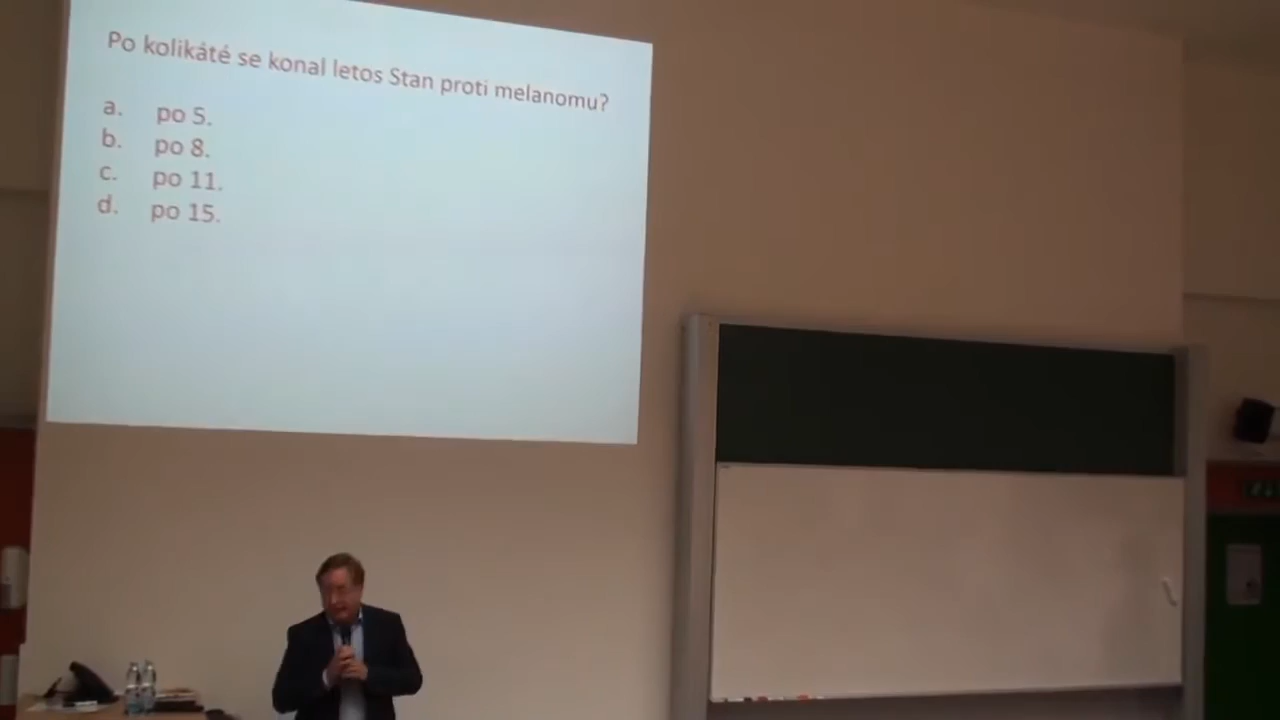 Po kolikáté se konal letos Stan proti melanomu?
a. po 5.
b. po 8.
c. po 11.
d. po 15.